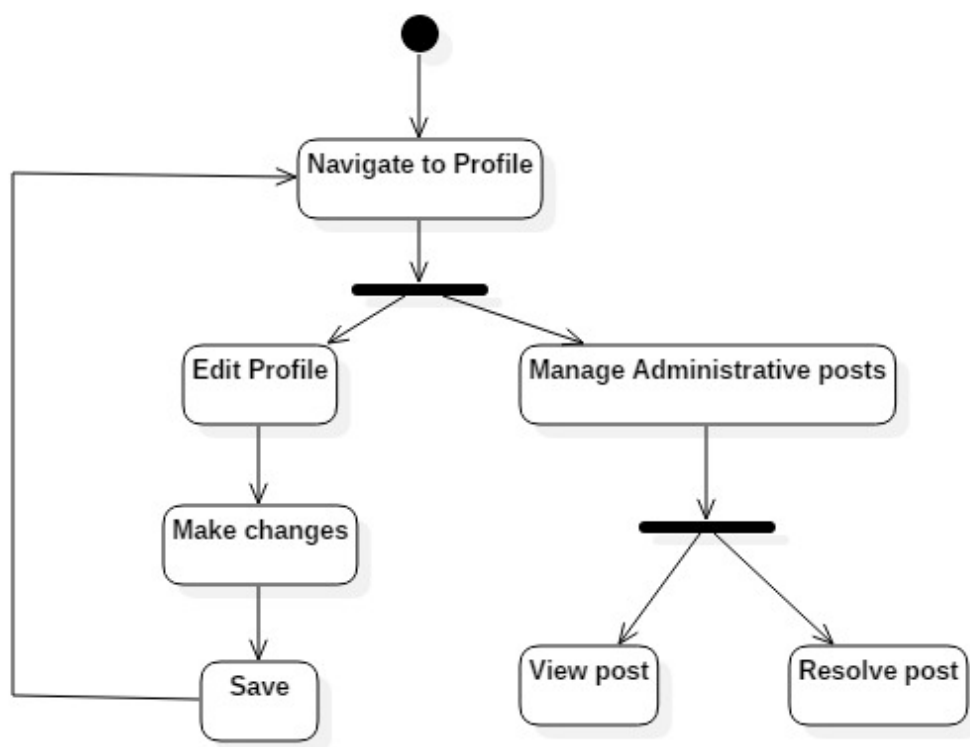 Navigate to Profile
Edit Profile
Manage Administrative posts
Make changes
View post
Resolve post
Save